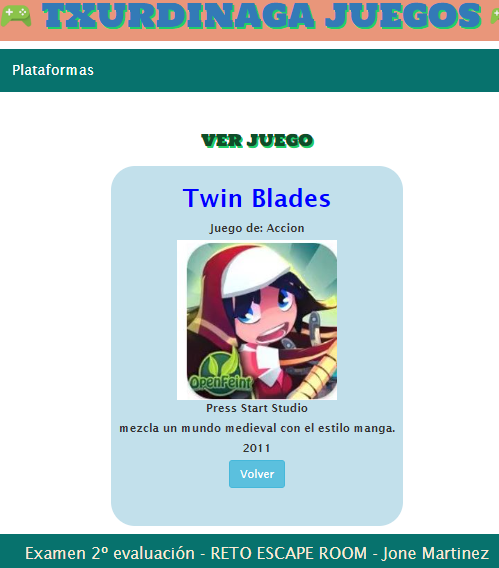 TXURDINAGA JUEGOS
Plataformas
VER JUEGO
Twin Blades
Juego de: Accion
OpenFeint
Press Start Studio
mezcla un mundo medieval con el estilo manga.
2011
Volver
Examen 2º evaluación - RETO ESCAPE ROOM - Jone Martinez